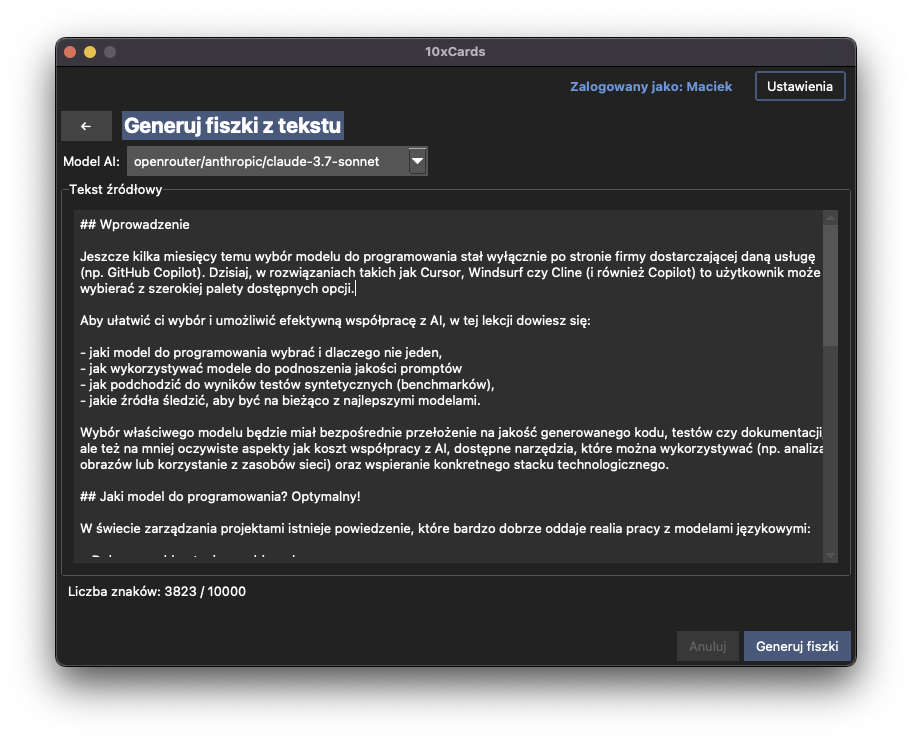 10xCards
Zalogowany jako: Maciek
Ustawienia
←
Generuj fiszki z tekstu
Model AI:
openrouter/anthropic/claude-3.7-sonnet
Tekst źródłowy
## Wprowadzenie
Jeszcze kilka miesięcy temu wybór modelu do programowania stał wyłącznie po stronie firmy dostarczającej daną usługę
(np. GitHub Copilot). Dzisiaj, w rozwiązaniach takich jak Cursor, Windsurf czy Cline (i również Copilot) to użytkownik może
wybierać z szerokiej palety dostępnych opcji.
Aby ułatwić ci wybór i umożliwić efektywną współpracę z AI, w tej lekcji dowiesz się:
- jaki model do programowania wybrać i dlaczego nie jeden,
- jak wykorzystywać modele do podnoszenia jakości promptów
- jak podchodzić do wyników testów syntetycznych (benchmarków),
- jakie źródła śledzić, aby być na bieżąco z najlepszymi modelami.
Wybór właściwego modelu będzie miał bezpośrednie przełożenie na jakość generowanego kodu, testów czy dokumentacji,
ale też na mniej oczywiste aspekty jak koszt współpracy z AI, dostępne narzędzia, które można wykorzystywać (np. analiza
obrazów lub korzystanie z zasobów sieci) oraz wspieranie konkretnego stacku technologicznego.
## Jaki model do programowania? Optymalny!
W świecie zarządzania projektami istnieje powiedzenie, które bardzo dobrze oddaje realia pracy z modelami językowymi:
Liczba znaków: 3823 / 10000
Anuluj
Generuj fiszki